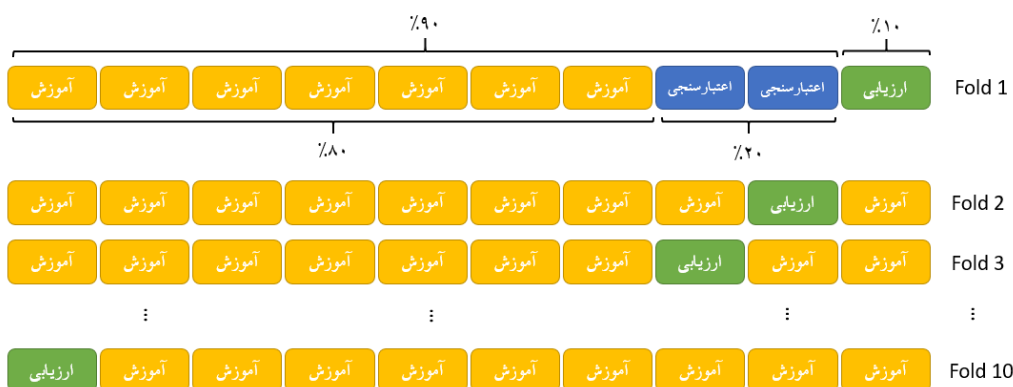 ٪۹۰ ٪۱۰
آموزش آموزش آموزش آموزش آموزش آموزش آموزش اعتبارسنجی اعتبارسنجی ارزیابی Fold 1
٪۸۰ ٪۲۰
آموزش آموزش آموزش آموزش آموزش آموزش آموزش آموزش ارزیابی آموزش Fold 2
آموزش آموزش آموزش آموزش آموزش آموزش آموزش ارزیابی آموزش آموزش Fold 3
⋮ ⋮ ⋮ ⋮
ارزیابی آموزش آموزش آموزش آموزش آموزش آموزش آموزش آموزش آموزش Fold 10